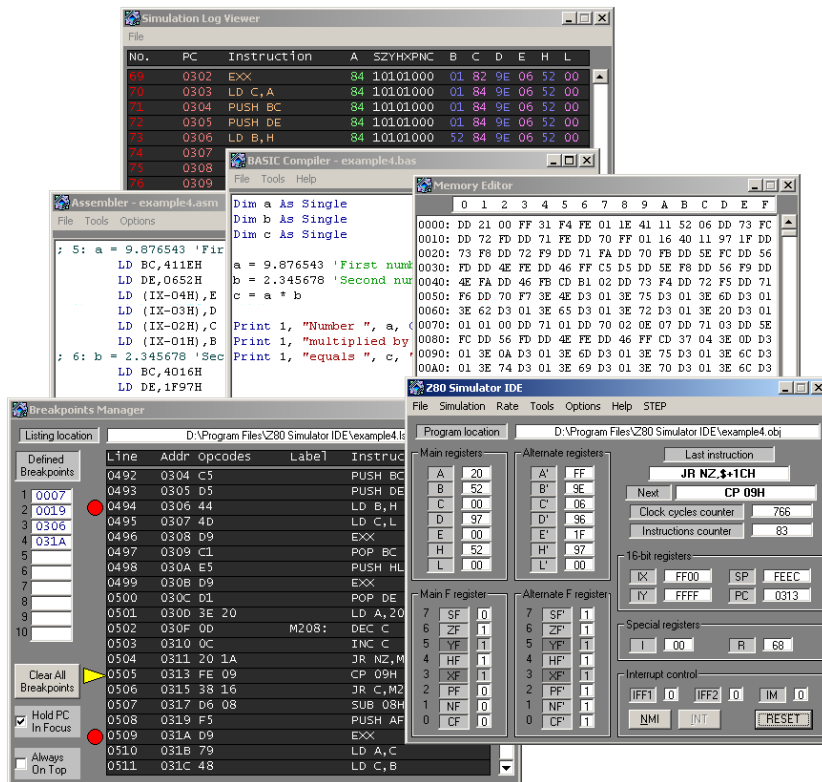 Simulation Log Viewer
File
No. PC Instruction A SZYHXPNC B C D E H L
69 0302 EXX 84 10101000 01 82 9E 06 52 00
70 0303 LD C,A 84 10101000 01 84 9E 06 52 00
71 0304 PUSH BC 84 10101000 01 84 9E 06 52 00
72 0305 PUSH DE 84 10101000 01 84 9E 06 52 00
73 0306 LD B,H 84 10101000 52 84 9E 06 52 00
74 0307
75 0308
76 0309
BASIC Compiler - example4.bas
File Tools Help
Dim a As Single
Dim b As Single
Dim c As Single
a = 9.876543 'First numb
b = 2.345678 'Second nu
c = a * b
Print 1, "Number ", a,
Print 1, "multiplied by
Print 1, "equals ", c, "
Assembler - example4.asm
File Tools Options
; 5: a = 9.876543 'Fir
LD BC,411EH
LD DE,0652H
LD (IX-04H),E
LD (IX-03H),D
LD (IX-02H),C
LD (IX-01H),B
; 6: b = 2.345678 'Sec
LD BC,4016H
LD DE,1F97H
Memory Editor
0 1 2 3 4 5 6 7 8 9 A B C D E F
0000: DD 21 00 FF 31 F4 FE 01 1E 41 11 52 06 DD 73 FC
0010: DD 72 FD DD 71 FE DD 70 FF 01 16 40 11 97 1F DD
0020: 73 F8 DD 72 F9 DD 71 FA DD 70 FB DD 5E FC DD 56
0030: FD DD 4E FE DD 46 FF C5 D5 DD 5E F8 DD 56 F9 DD
0040: 4E FA DD 46 FB CD B1 02 DD 73 F4 DD 72 F5 DD 71
0050: F6 DD 70 F7 3E 4E D3 01 3E 75 D3 01 3E 6D D3 01
0060: 3E 62 D3 01 3E 65 D3 01 3E 72 D3 01 3E 20 D3 01
0070: 01 01 00 DD 71 01 DD 70 02 0E 07 DD 71 03 DD 5E
0080: FC DD 56 FD DD 4E FE DD 46 FF CD 37 04 3E 0D D3
0090: 01 3E 0A D3 01 3E 6D D3 01 3E 75 D3 01 3E 6C D3
00A0: 01 3E 74 D3 01 3E 69 D3 01 3E 70 D3 01 3E 6C D3
Breakpoints Manager
Listing location D:\Program Files\Z80 Simulator IDE\example4.ls
Defined Breakpoints
1 0007
2 0019
3 0306
4 031A
5
6
7
8
9
10
Clear All Breakpoints
Hold PC In Focus
Always On Top
Line Addr Opcodes Label Instruc
0492 0304 C5 PUSH BC
0493 0305 D5 PUSH DE
0494 0306 44 LD B,H
0495 0307 4D LD C,L
0496 0308 D9 EXX
0497 0309 C1 POP BC
0498 030A E5 PUSH HL
0499 030B D9 EXX
0500 030C D1 POP DE
0501 030D 3E 20 LD A,20
0502 030F 0D M208: DEC C
0503 0310 0C INC C
0504 0311 20 1A JR NZ,M
0505 0313 FE 09 CP 09H
0506 0315 38 16 JR C,M2
0507 0317 D6 08 SUB 08H
0508 0319 F5 PUSH AF
0509 031A D9 EXX
0510 031B 79 LD A,C
0511 031C 48 LD C,B
Z80 Simulator IDE
File Simulation Rate Tools Options Help STEP
Program location D:\Program Files\Z80 Simulator IDE\example4.obj
Main registers
A 20
B 52
C 00
D 97
E 00
H 52
L 00
Alternate registers
A' FF
B' 9E
C' 06
D' 96
E' 1F
H' 97
L' 00
Last instruction
JR NZ,$+1CH
Next CP 09H
Clock cycles counter 766
Instructions counter 83
16-bit registers
IX FF00 SP FEEC
IY FFFF PC 0313
Main F register
7 SF 0
6 ZF 1
5 YF 1
4 HF 1
3 XF 1
2 PF 0
1 NF 1
0 CF 0
Alternate F register
7 SF' 1
6 ZF' 1
5 YF' 1
4 HF' 1
3 XF' 1
2 PF' 1
1 NF' 1
0 CF' 1
Special registers
I 00 R 68
Interrupt control
IFF1 0 IFF2 0 IM 0
NMI INT RESET